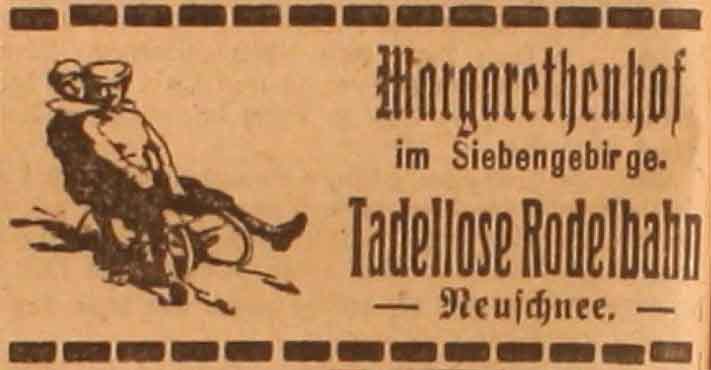 Margarethenhof
im Siebengebirge.
Tadellose Rodelbahn
— Neuschnee. —